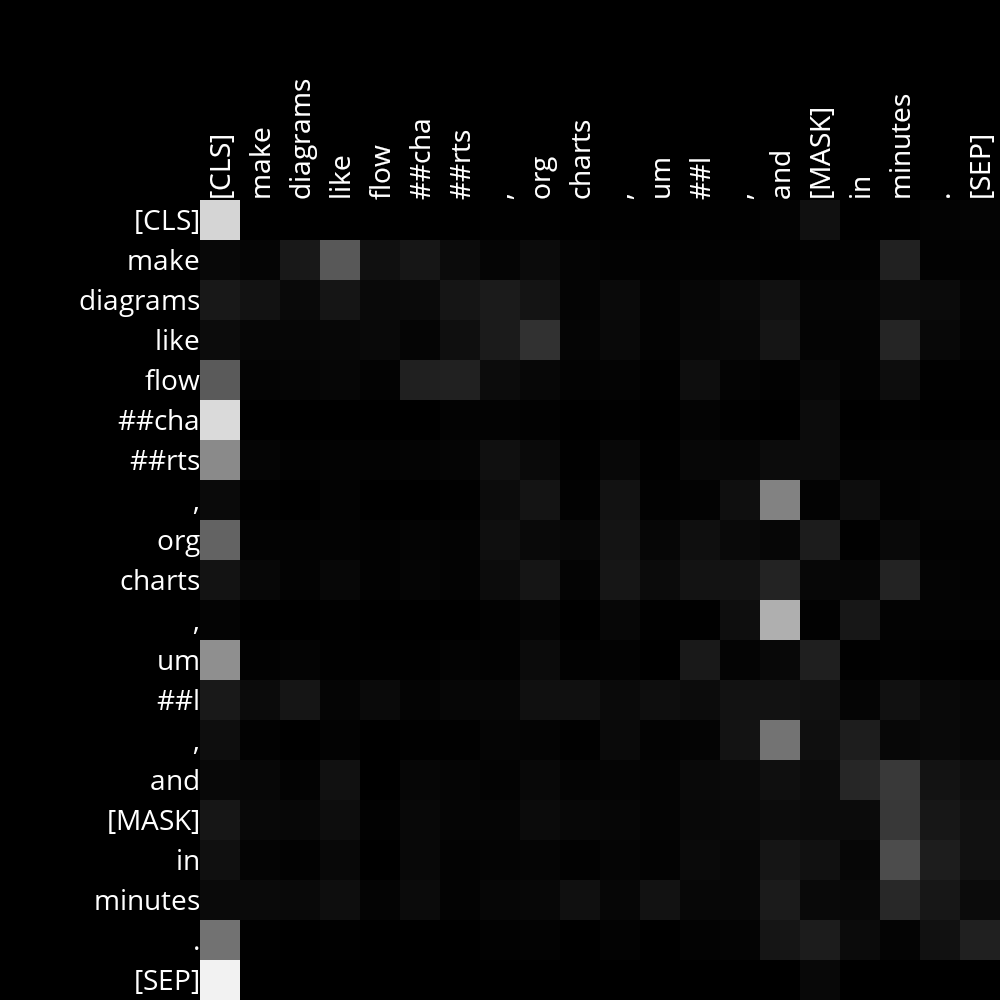 [CLS] make diagrams like flow ##cha ##rts , org charts , um ##l , and [MASK] in minutes . [SEP]
[CLS]
make
diagrams
like
flow
##cha
##rts
,
org
charts
,
um
##l
,
and
[MASK]
in
minutes
.
[SEP]